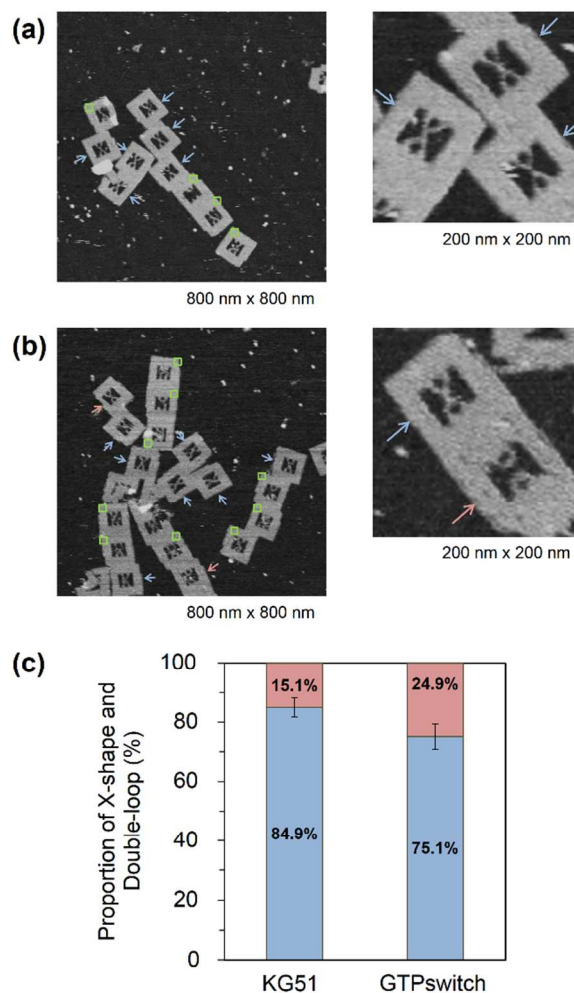 (a)
800 nm x 800 nm
200 nm x 200 nm
(b)
800 nm x 800 nm
200 nm x 200 nm
(c)
Proportion of X-shape and
Double-loop (%)
100
80
60
40
20
0
15.1%
24.9%
84.9%
75.1%
KG51
GTPswitch